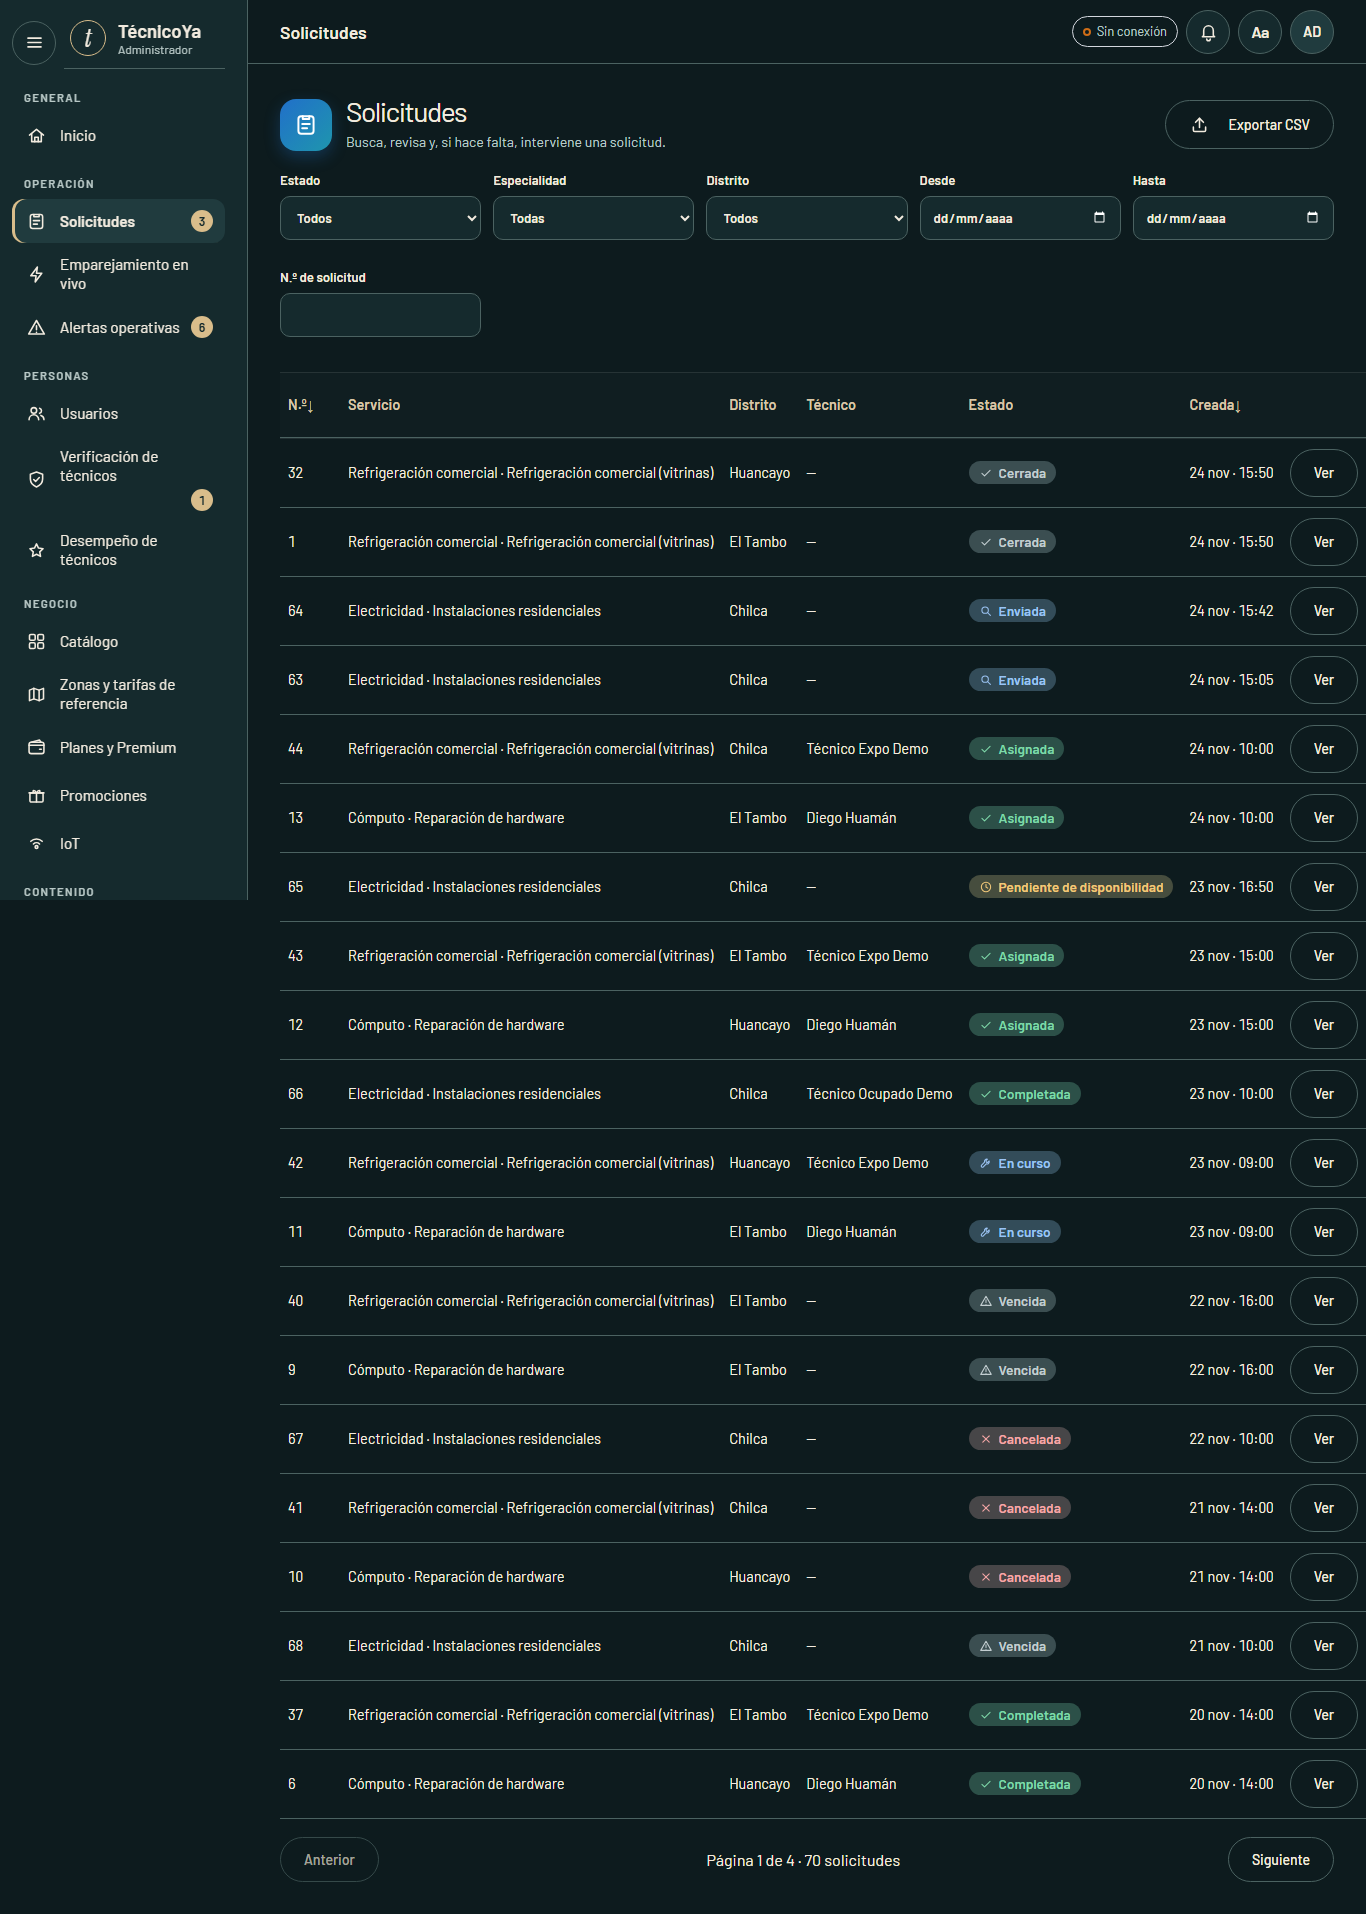 t TécnicoYa
Administrador
GENERAL
Inicio
OPERACIÓN
Solicitudes 3
Emparejamiento en
vivo
Alertas operativas 6
PERSONAS
Usuarios
Verificación de
técnicos
1
Desempeño de
técnicos
NEGOCIO
Catálogo
Zonas y tarifas de
referencia
Planes y Premium
Promociones
IoT
CONTENIDO
Solicitudes Sin conexión Aa AD
Solicitudes
Busca, revisa y, si hace falta, interviene una solicitud.
Exportar CSV
Estado Especialidad Distrito Desde Hasta
Todos Todas Todos dd/mm/aaaa dd/mm/aaaa
N.º de solicitud
N.º↓ Servicio Distrito Técnico Estado Creada↓
32 Refrigeración comercial · Refrigeración comercial (vitrinas) Huancayo — Cerrada 24 nov · 15:50 Ver
1 Refrigeración comercial · Refrigeración comercial (vitrinas) El Tambo — Cerrada 24 nov · 15:50 Ver
64 Electricidad · Instalaciones residenciales Chilca — Enviada 24 nov · 15:42 Ver
63 Electricidad · Instalaciones residenciales Chilca — Enviada 24 nov · 15:05 Ver
44 Refrigeración comercial · Refrigeración comercial (vitrinas) Chilca Técnico Expo Demo Asignada 24 nov · 10:00 Ver
13 Cómputo · Reparación de hardware El Tambo Diego Huamán Asignada 24 nov · 10:00 Ver
65 Electricidad · Instalaciones residenciales Chilca — Pendiente de disponibilidad 23 nov · 16:50 Ver
43 Refrigeración comercial · Refrigeración comercial (vitrinas) El Tambo Técnico Expo Demo Asignada 23 nov · 15:00 Ver
12 Cómputo · Reparación de hardware Huancayo Diego Huamán Asignada 23 nov · 15:00 Ver
66 Electricidad · Instalaciones residenciales Chilca Técnico Ocupado Demo Completada 23 nov · 10:00 Ver
42 Refrigeración comercial · Refrigeración comercial (vitrinas) Huancayo Técnico Expo Demo En curso 23 nov · 09:00 Ver
11 Cómputo · Reparación de hardware El Tambo Diego Huamán En curso 23 nov · 09:00 Ver
40 Refrigeración comercial · Refrigeración comercial (vitrinas) El Tambo — Vencida 22 nov · 16:00 Ver
9 Cómputo · Reparación de hardware El Tambo — Vencida 22 nov · 16:00 Ver
67 Electricidad · Instalaciones residenciales Chilca — Cancelada 22 nov · 10:00 Ver
41 Refrigeración comercial · Refrigeración comercial (vitrinas) Chilca — Cancelada 21 nov · 14:00 Ver
10 Cómputo · Reparación de hardware Huancayo — Cancelada 21 nov · 14:00 Ver
68 Electricidad · Instalaciones residenciales Chilca — Vencida 21 nov · 10:00 Ver
37 Refrigeración comercial · Refrigeración comercial (vitrinas) El Tambo Técnico Expo Demo Completada 20 nov · 14:00 Ver
6 Cómputo · Reparación de hardware Huancayo Diego Huamán Completada 20 nov · 14:00 Ver
Anterior Página 1 de 4 · 70 solicitudes Siguiente